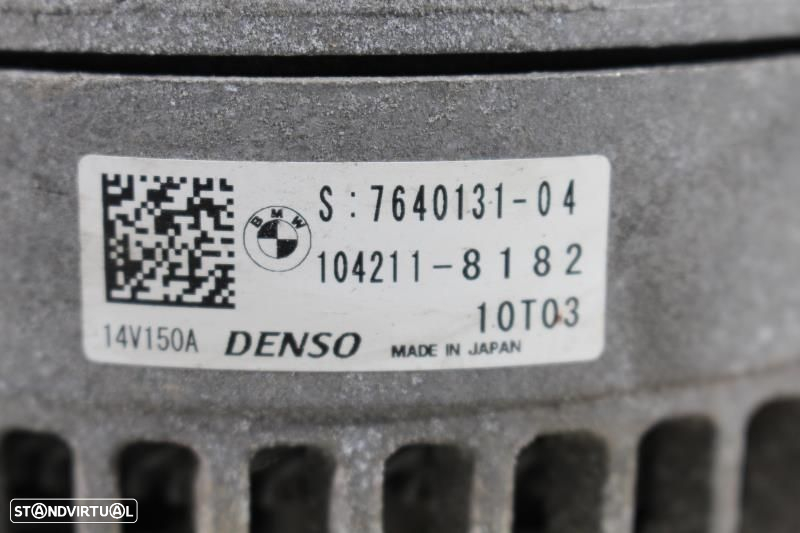 BMW
S:7640131-04
104211-8182
10T03
14V150A DENSO MADE IN JAPAN
STANDVIRTUAL